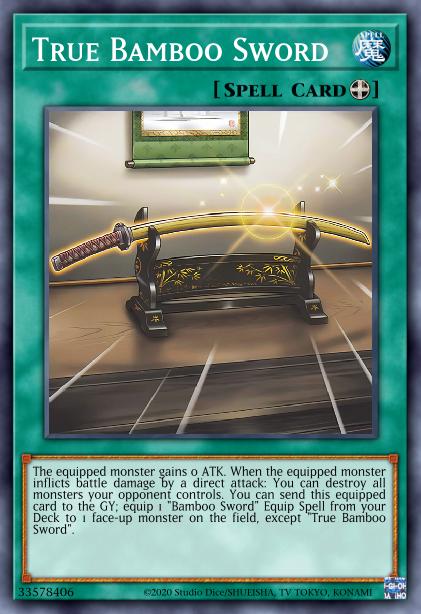 TRUE BAMBOO SWORD
SPELL
魔
[SPELL CARD]
The equipped monster gains 0 ATK. When the equipped monster
inflicts battle damage by a direct attack: You can destroy all
monsters your opponent controls. You can send this equipped
card to the GY; equip 1 "Bamboo Sword" Equip Spell from your
Deck to 1 face-up monster on the field, except "True Bamboo
Sword".
33578406
©2020 Studio Dice/SHUEISHA, TV TOKYO, KONAMI